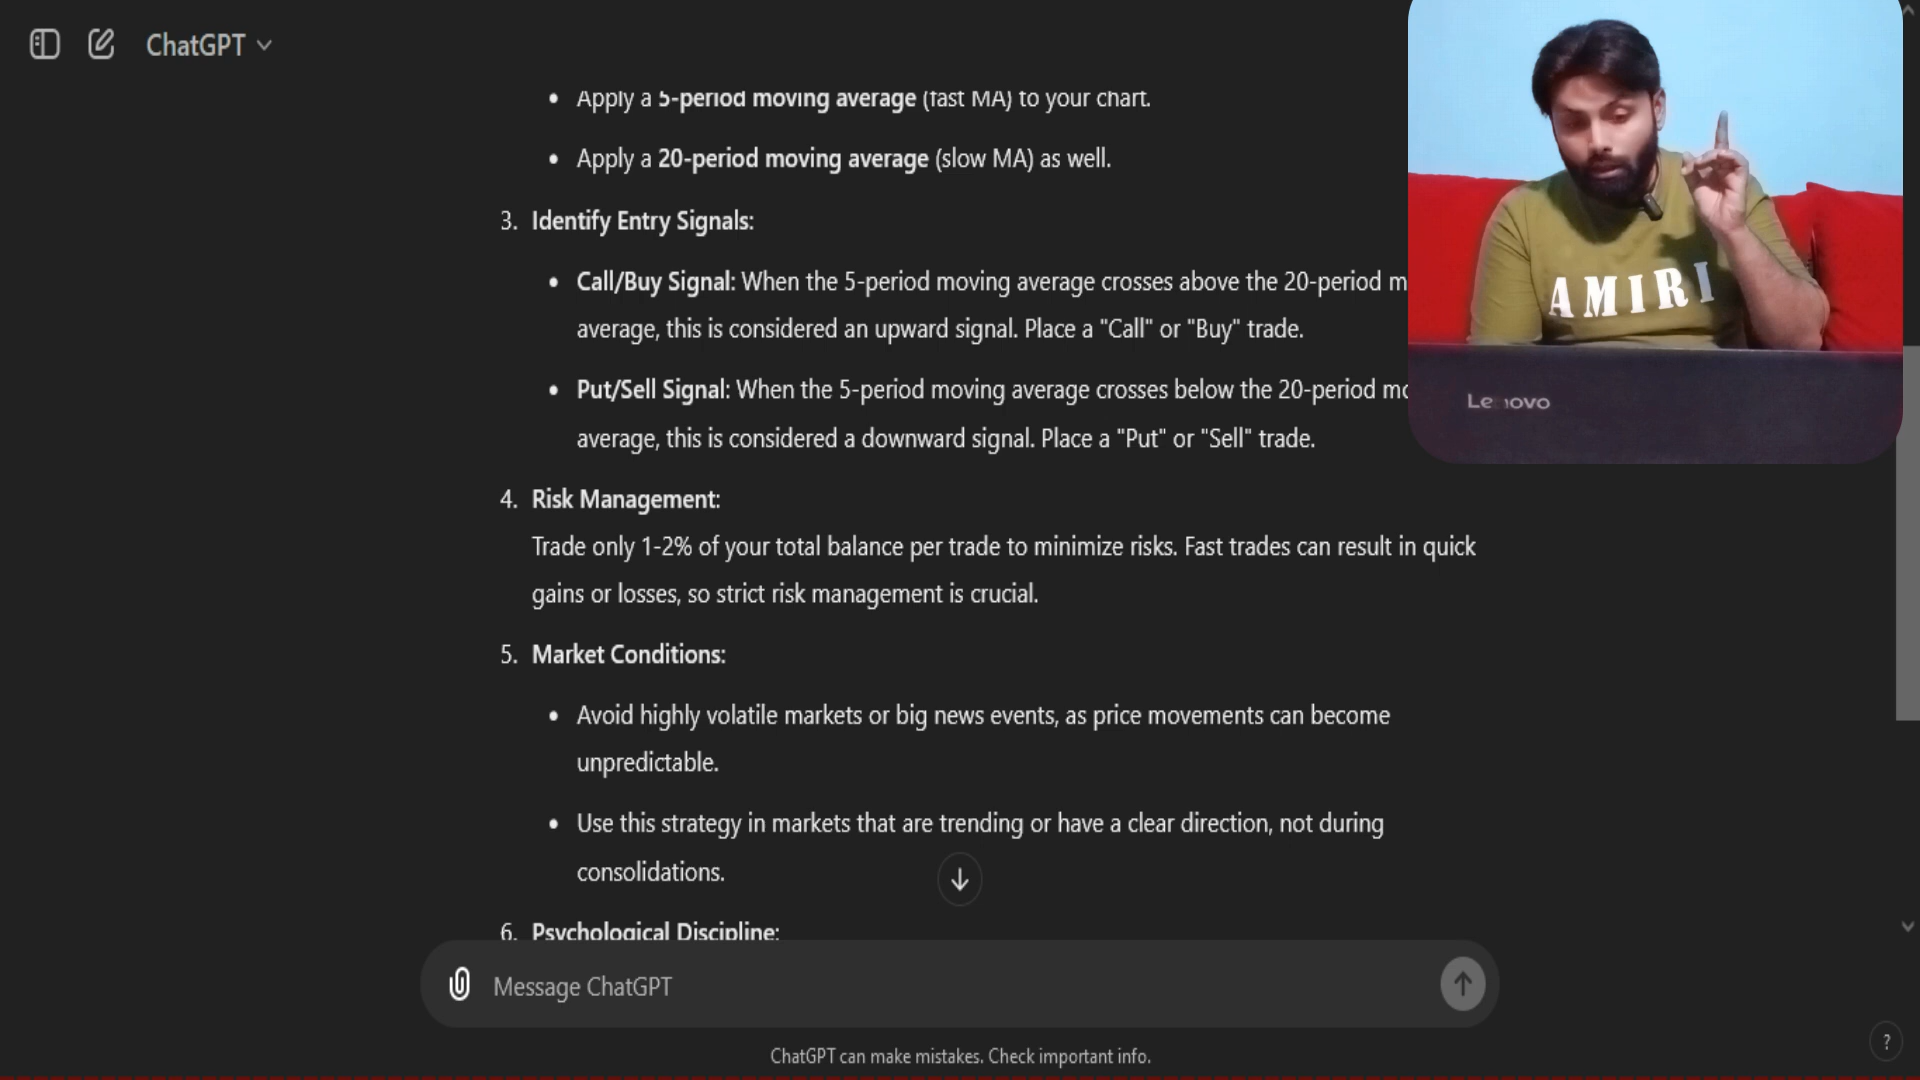 ChatGPT
Apply a 5-period moving average (fast MA) to your chart.
Apply a 20-period moving average (slow MA) as well.
3. Identify Entry Signals:
Call/Buy Signal: When the 5-period moving average crosses above the 20-period m
average, this is considered an upward signal. Place a "Call" or "Buy" trade.
Put/Sell Signal: When the 5-period moving average crosses below the 20-period mo
average, this is considered a downward signal. Place a "Put" or "Sell" trade.
4. Risk Management:
Trade only 1-2% of your total balance per trade to minimize risks. Fast trades can result in quick
gains or losses, so strict risk management is crucial.
5. Market Conditions:
Avoid highly volatile markets or big news events, as price movements can become
unpredictable.
Use this strategy in markets that are trending or have a clear direction, not during
consolidations.
6. Psychological Discipline:
Message ChatGPT
ChatGPT can make mistakes. Check important info.
?
AMIRI
Lenovo